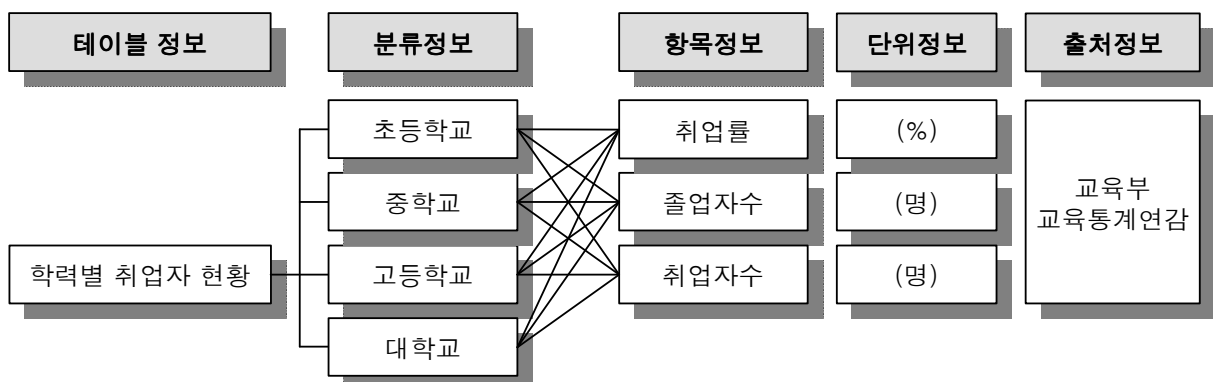 테이블 정보
분류정보
항목정보
단위정보
출처정보
초등학교
취업률
(%)
중학교
졸업자수
(명)
교육부
교육통계연감
학력별 취업자 현황
고등학교
취업자수
(명)
대학교